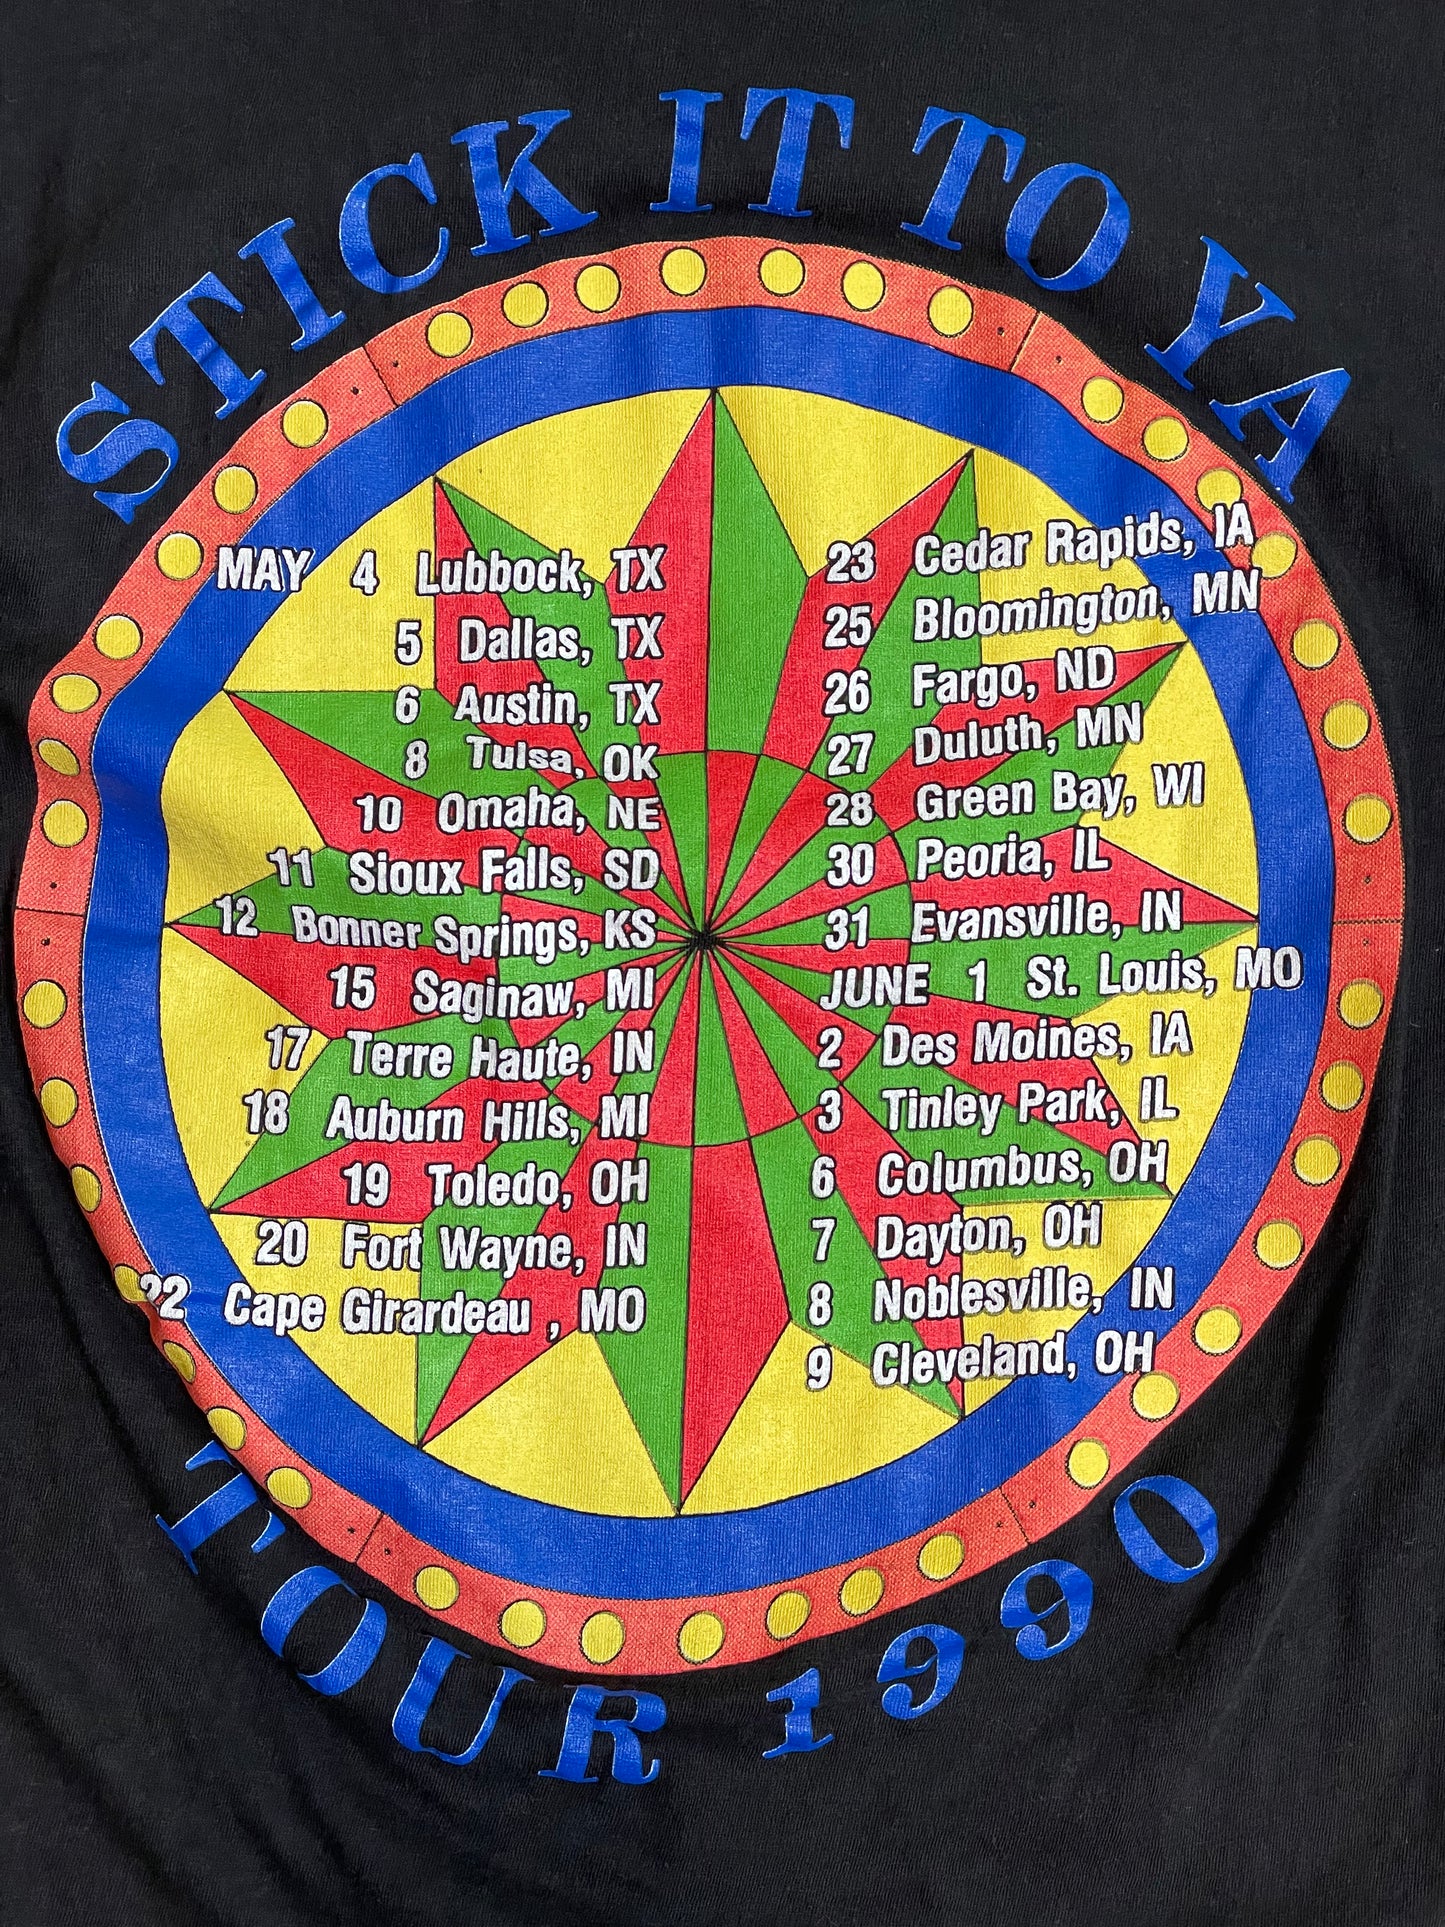 STICK IT TO YA
MAY 4 Lubbock, TX
5 Dallas, TX
6 Austin, TX
8 Tulsa, OK
10 Omaha, NE
11 Sioux Falls, SD
12 Bonner Springs, KS
15 Saginaw, MI
17 Terre Haute, IN
18 Auburn Hills, MI
19 Toledo, OH
20 Fort Wayne, IN
22 Cape Girardeau , MO
23 Cedar Rapids, IA
25 Bloomington, MN
26 Fargo, ND
27 Duluth, MN
28 Green Bay, WI
30 Peoria, IL
31 Evansville, IN
JUNE 1 St. Louis, MO
2 Des Moines, IA
3 Tinley Park, IL
6 Columbus, OH
7 Dayton, OH
8 Noblesville, IN
9 Cleveland, OH
TOUR 1990